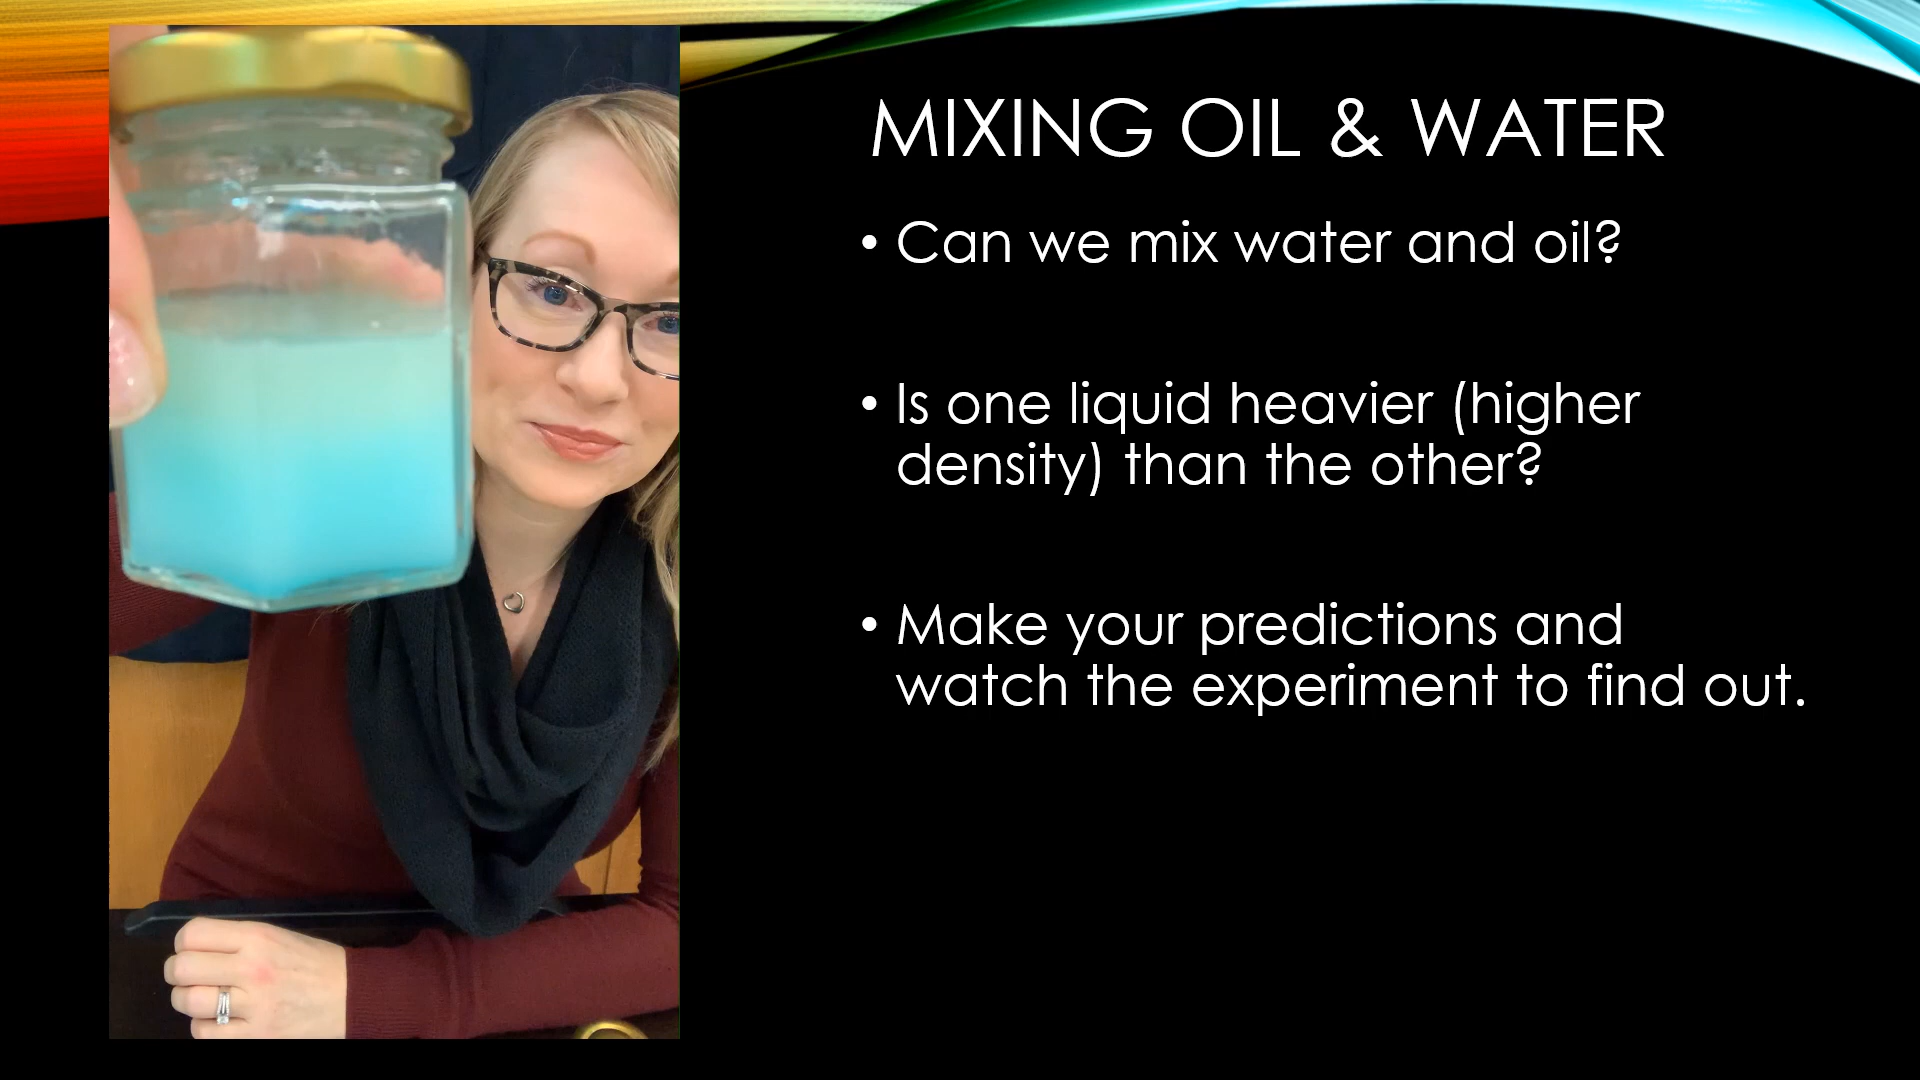 MIXING OIL & WATER
• Can we mix water and oil?
• Is one liquid heavier (higher
density) than the other?
• Make your predictions and
watch the experiment to find out.